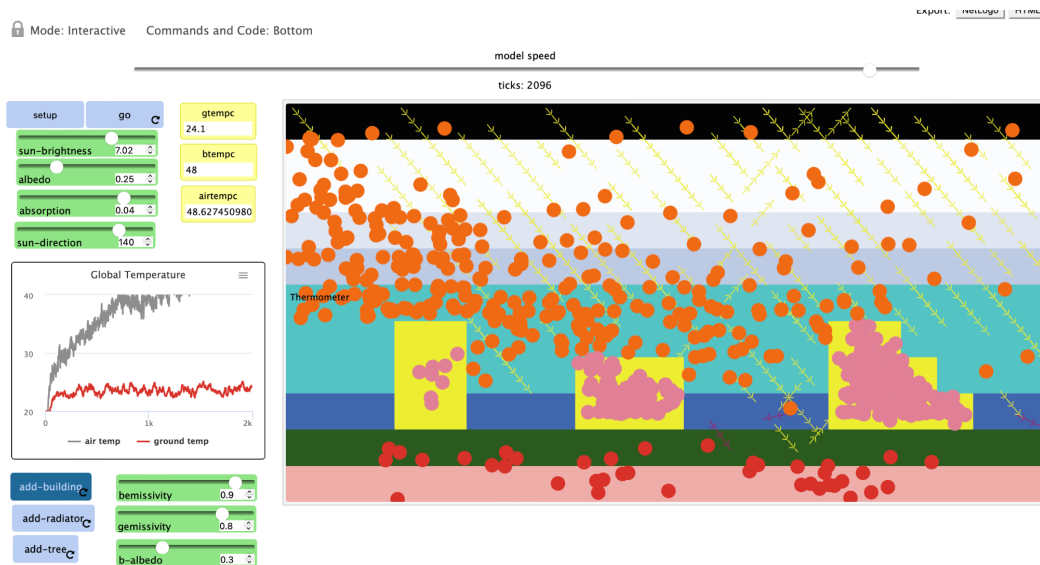 Export: NetLogo HTML
Mode: Interactive Commands and Code: Bottom
model speed
ticks: 2096
setup
go
gtempc
24.1
sun-brightness 7.02
btempc
48
albedo 0.25
airtempc
48.627450980
absorption 0.04
sun-direction 140
Global Temperature
40
30
20
0
1k
2k
air temp
ground temp
Thermometer
add-building
bemissivity 0.9
add-radiator
gemissivity 0.8
add-tree
b-albedo 0.3